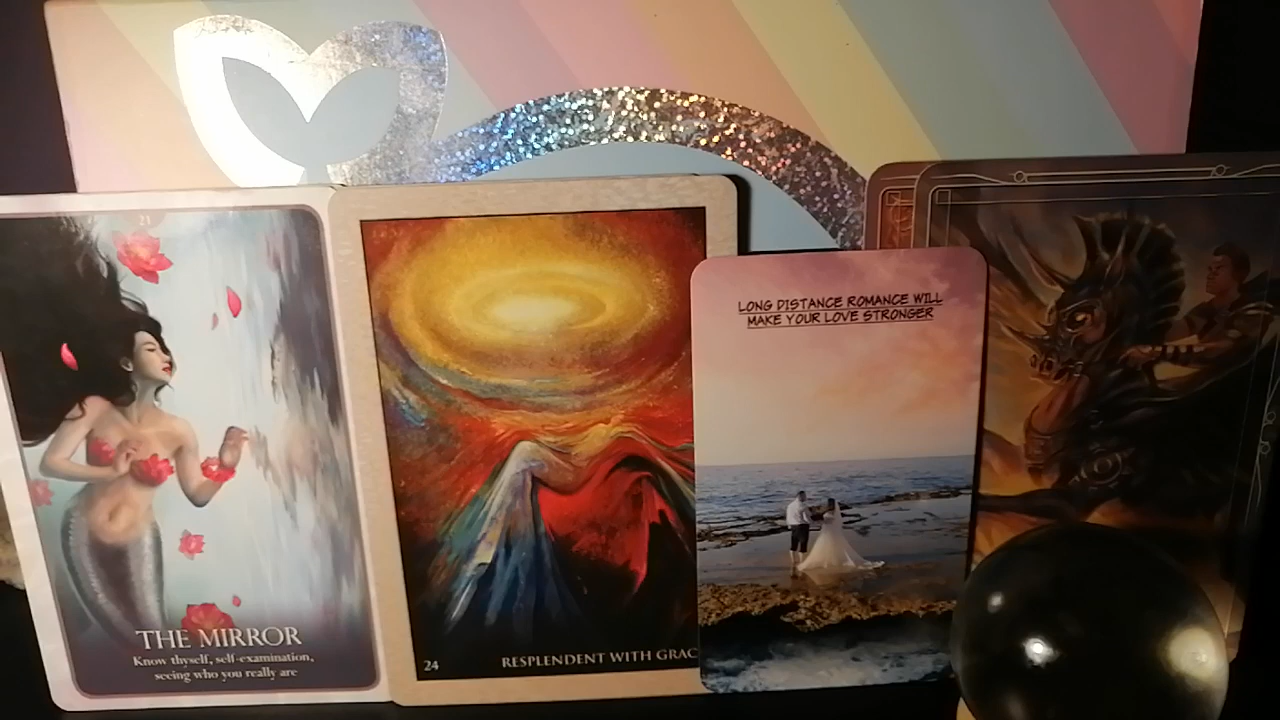 21
THE MIRROR
Know thyself, self-examination,
seeing who you really are
24
RESPLENDENT WITH GRAC
LONG DISTANCE ROMANCE WILL
MAKE YOUR LOVE STRONGER